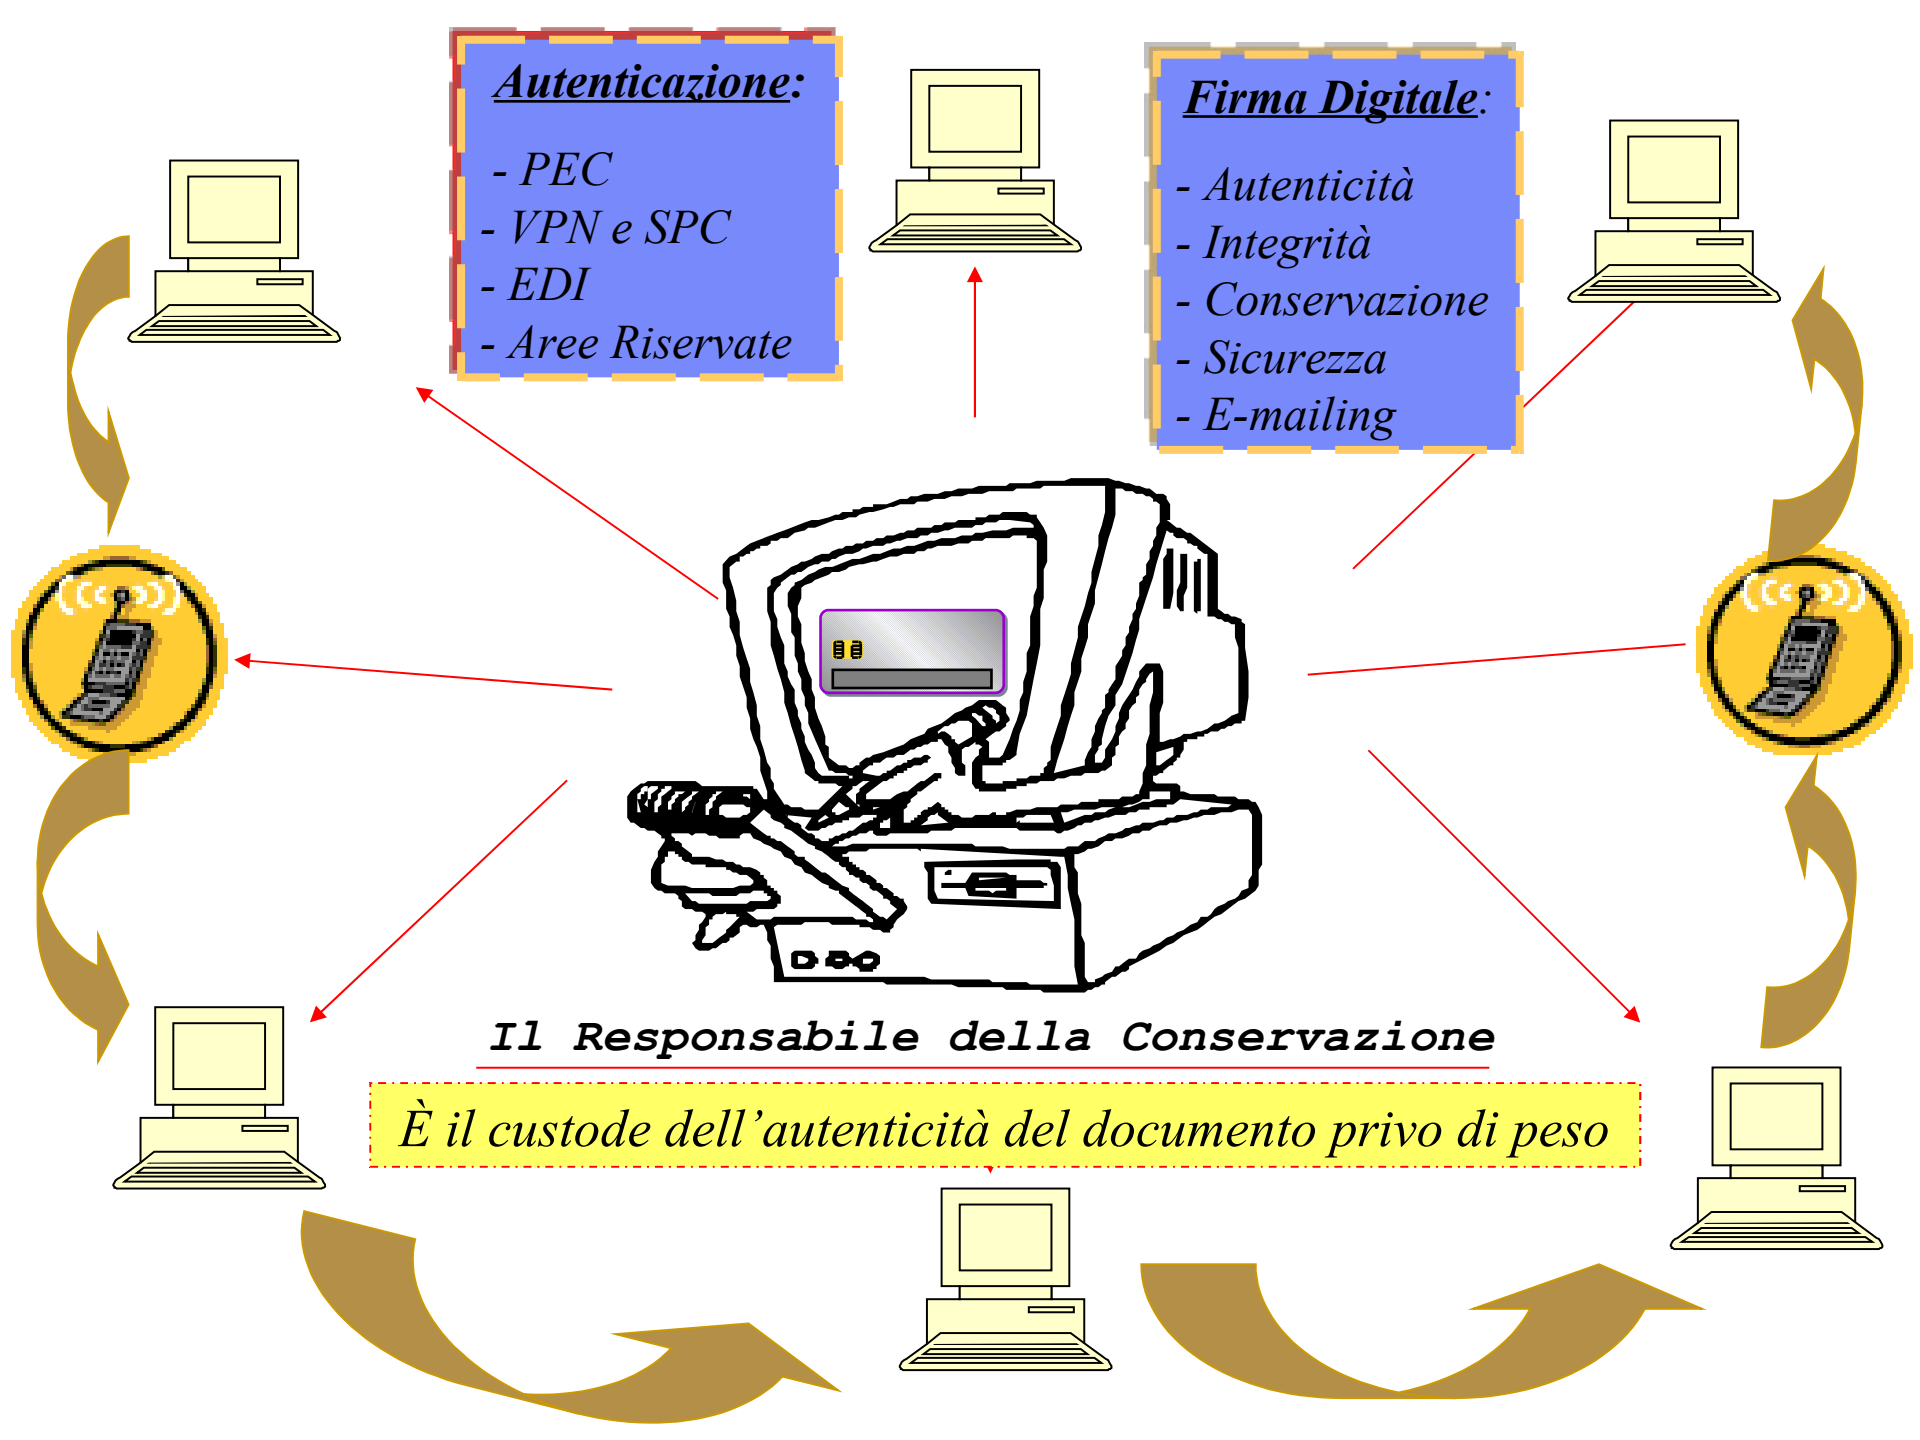 Autenticazione:
- PEC
- VPN e SPC
- EDI
- Aree Riservate
Firma Digitale:
- Autenticità
- Integrità
- Conservazione
- Sicurezza
- E-mailing
Il Responsabile della Conservazione
È il custode dell’autenticità del documento privo di peso